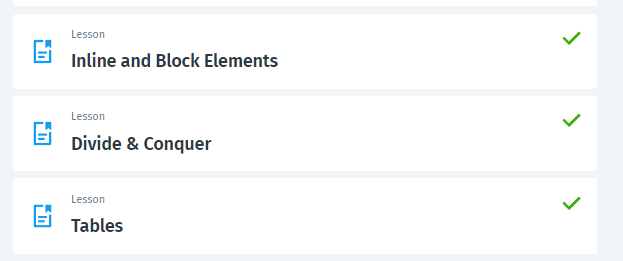 Lesson
Inline and Block Elements
Lesson
Divide & Conquer
Lesson
Tables